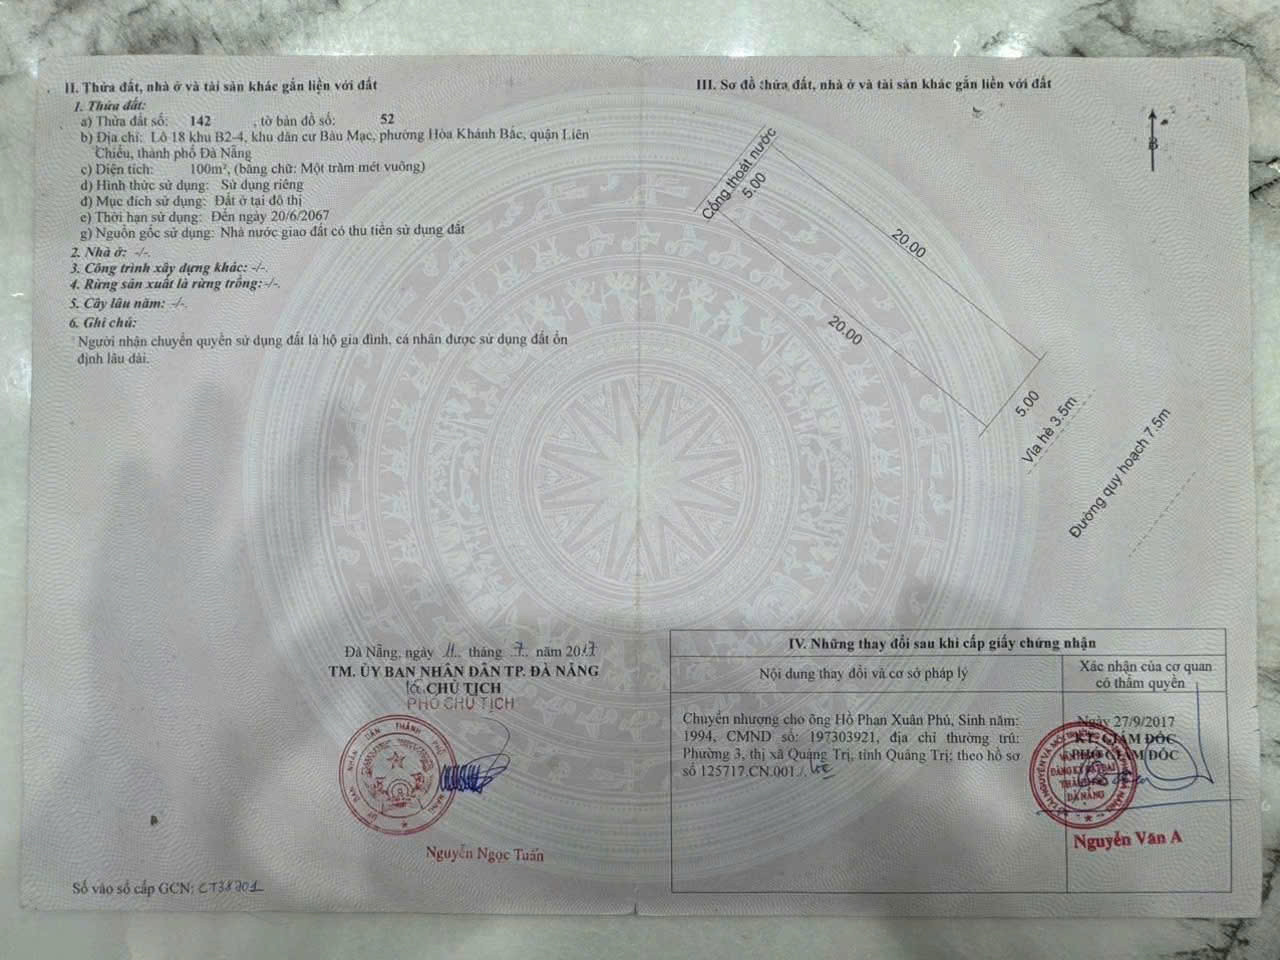 II. Thửa đất, nhà ở và tài sản khác gắn liền với đất
1. Thửa đất:
a) Thửa đất số: 142 , tờ bản đồ số: 52
b) Địa chỉ: Lô 18 khu B2-4, khu dân cư Bàu Mạc, phường Hòa Khánh Bắc, quận Liên
Chiểu, thành phố Đà Nẵng
c) Diện tích: 100m², (bằng chữ: Một trăm mét vuông)
d) Hình thức sử dụng: Sử dụng riêng
đ) Mục đích sử dụng: Đất ở tại đô thị
e) Thời hạn sử dụng: Đến ngày 20/6/2067
g) Nguồn gốc sử dụng: Nhà nước giao đất có thu tiền sử dụng đất
2. Nhà ở: -/-.
3. Công trình xây dựng khác: -/-.
4. Rừng sản xuất là rừng trồng: -/-.
5. Cây lâu năm: -/-.
6. Ghi chú:
Người nhận chuyển quyền sử dụng đất là hộ gia đình, cá nhân được sử dụng đất ổn
định lâu dài.
Đà Nẵng, ngày 11 tháng 7 năm 2017
TM. ỦY BAN NHÂN DÂN TP. ĐÀ NẴNG
CHỦ TỊCH
PHÓ CHỦ TỊCH
Nguyễn Ngọc Tuấn
Số vào sổ cấp GCN: CT38701
III. Sơ đồ thửa đất, nhà ở và tài sản khác gắn liền với đất
B
Cống thoát nước
5.00
20.00
20.00
5.00
Vỉa hè 3.5m
Đường quy hoạch 7.5m
IV. Những thay đổi sau khi cấp giấy chứng nhận
Nội dung thay đổi và cơ sở pháp lý
Xác nhận của cơ quan
có thẩm quyền
Chuyển nhượng cho ông Hồ Phan Xuân Phú, Sinh năm:
1994, CMND số: 197303921, địa chỉ thường trú:
Phường 3, thị xã Quảng Trị, tỉnh Quảng Trị; theo hồ sơ
số 125717.CN.001./.
Ngày 27/9/2017
KT. GIÁM ĐỐC
PHÓ GIÁM ĐỐC
ĐĂNG KÝ ĐẤT ĐAI
THÀNH PHỐ
ĐÀ NẴNG
Nguyễn Văn A